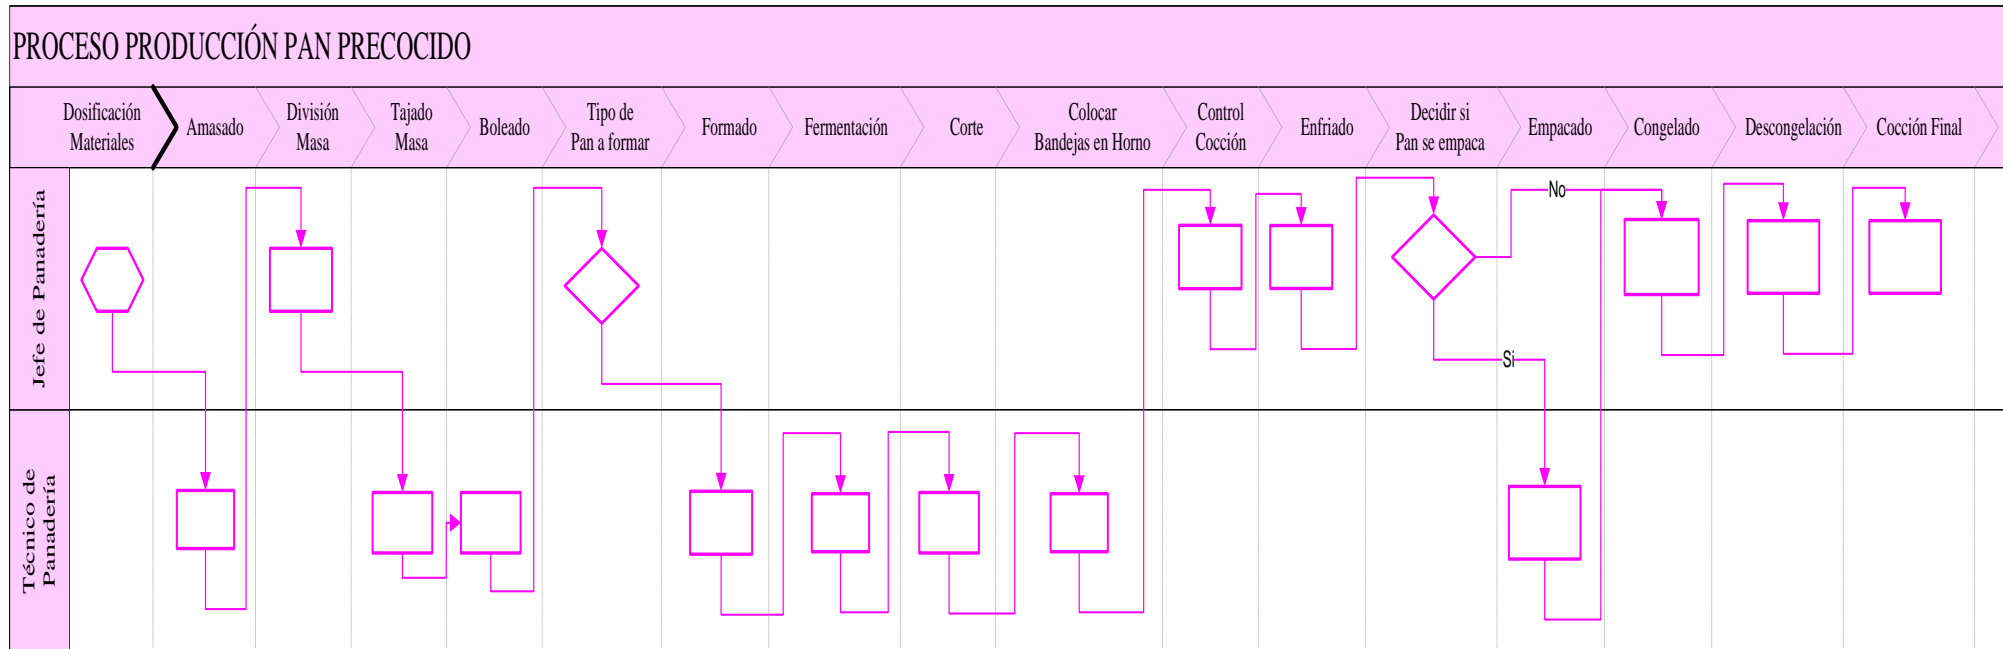 PROCESO PRODUCCIÓN PAN PRECOCIDO
Dosificación
Materiales
Amasado
División
Masa
Tajado
Masa
Boleado
Tipo de
Pan a formar
Formado
Fermentación
Corte
Colocar
Bandejas en Horno
Control
Cocción
Enfriado
Decidir si
Pan se empaca
Empacado
Congelado
Descongelación
Cocción Final
Jefe de Panadería
No
Si
Técnico de
Panadería